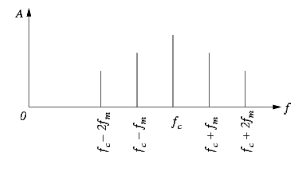 A
0
f
f_c − 2f_m
f_c − f_m
f_c
f_c + f_m
f_c + 2f_m